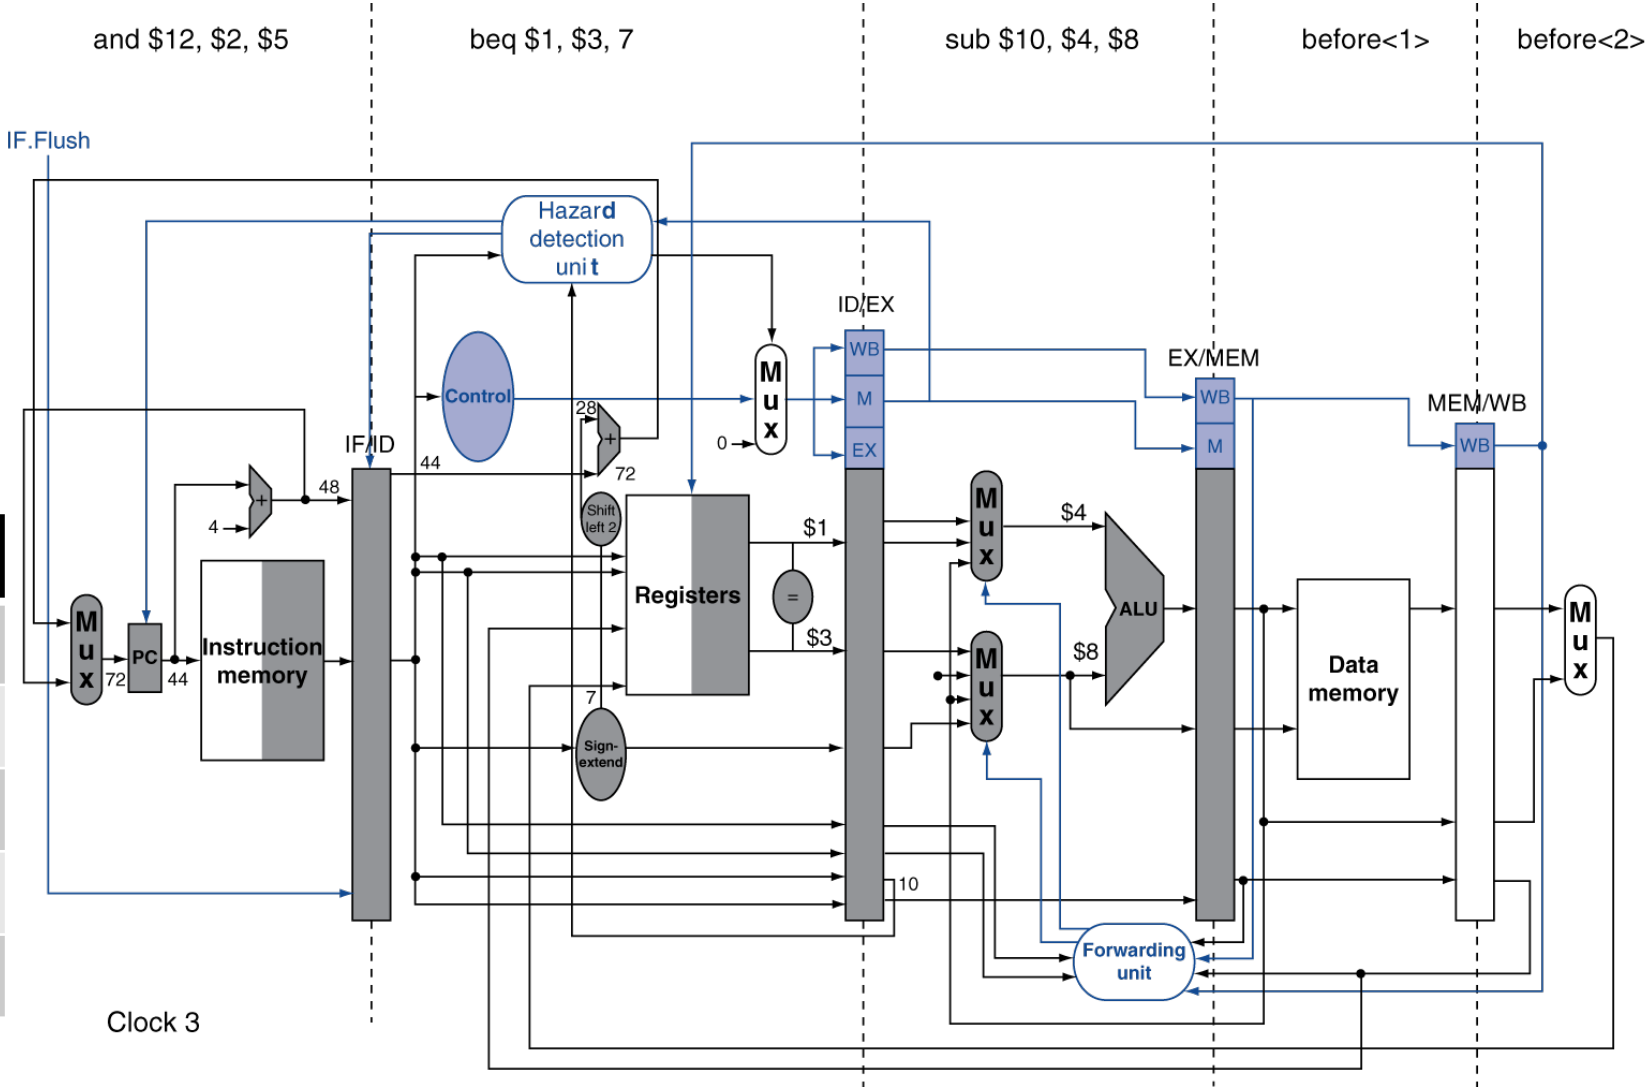 and $12, $2, $5
beq $1, $3, 7
sub $10, $4, $8
before<1>
before<2>
IF.Flush
Hazard
detection
unit
ID/EX
WB
M
EX
EX/MEM
WB
M
MEM/WB
WB
Control
M
u
x
0
28
+
72
IF/ID
44
48
+
4
Shift
left 2
M
u
x
72
PC
44
Instruction
memory
Registers
$1
=
$3
7
Sign-
extend
M
u
x
$4
M
u
x
$8
ALU
Data
memory
M
u
x
10
Forwarding
unit
Clock 3